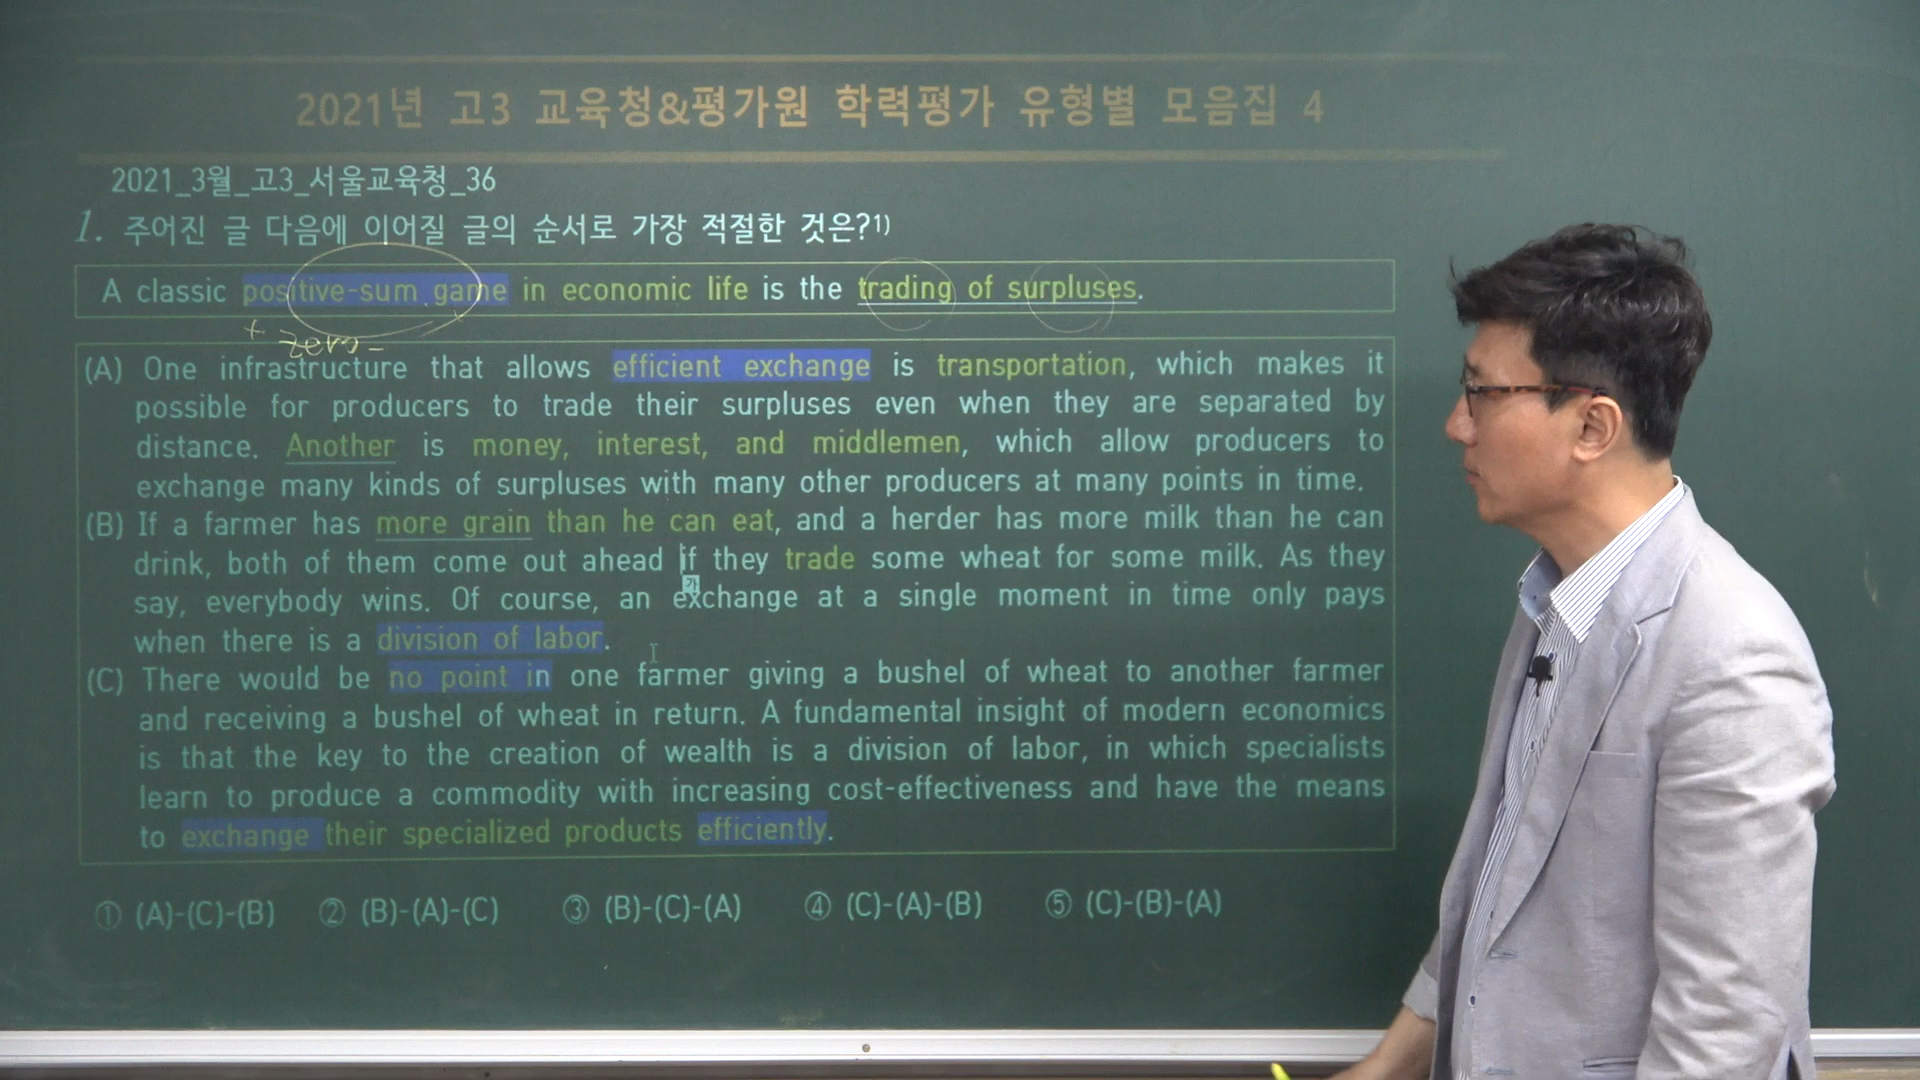 2021년 고3 교육청&평가원 학력평가 유형별 모음집 4
2021_3월_고3_서울교육청_36
1. 주어진 글 다음에 이어질 글의 순서로 가장 적절한 것은?1)
A classic positive-sum game in economic life is the trading of surpluses.
+ zero -
(A) One infrastructure that allows efficient exchange is transportation, which makes it
possible for producers to trade their surpluses even when they are separated by
distance. Another is money, interest, and middlemen, which allow producers to
exchange many kinds of surpluses with many other producers at many points in time.
(B) If a farmer has more grain than he can eat, and a herder has more milk than he can
drink, both of them come out ahead if they trade some wheat for some milk. As they
가
say, everybody wins. Of course, an exchange at a single moment in time only pays
when there is a division of labor.
(C) There would be no point in one farmer giving a bushel of wheat to another farmer
and receiving a bushel of wheat in return. A fundamental insight of modern economics
is that the key to the creation of wealth is a division of labor, in which specialists
learn to produce a commodity with increasing cost-effectiveness and have the means
to exchange their specialized products efficiently.
① (A)-(C)-(B) ② (B)-(A)-(C) ③ (B)-(C)-(A) ④ (C)-(A)-(B) ⑤ (C)-(B)-(A)